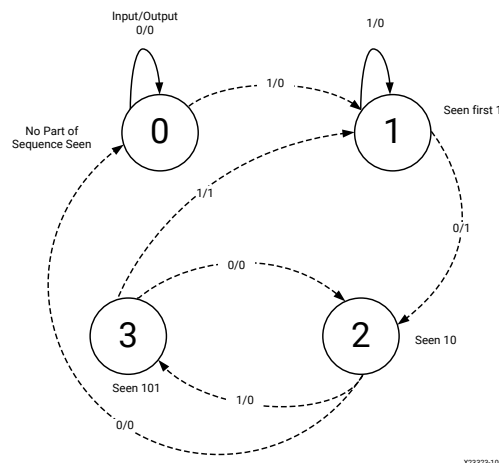 Input/Output
0/0
1/0
1/0
0
1
Seen first 1
No Part of
Sequence Seen
1/1
0/1
0/0
3
2
Seen 10
Seen 101
1/0
0/0